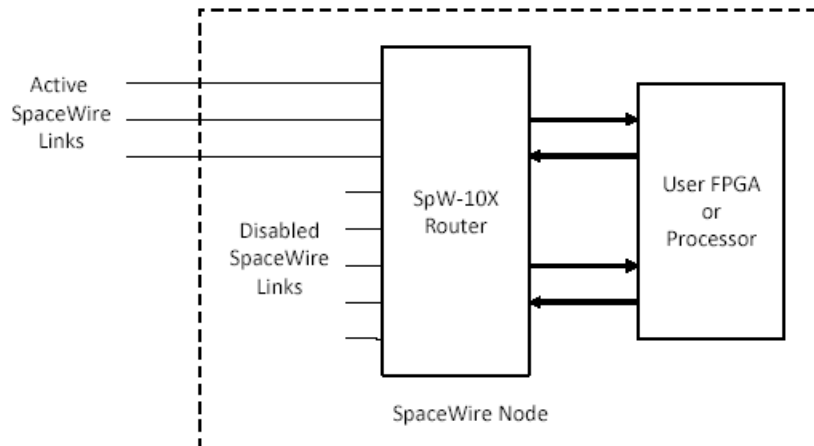 Active
SpaceWire
Links
Disabled
SpaceWire
Links
SpW-10X
Router
User FPGA
or
Processor
SpaceWire Node